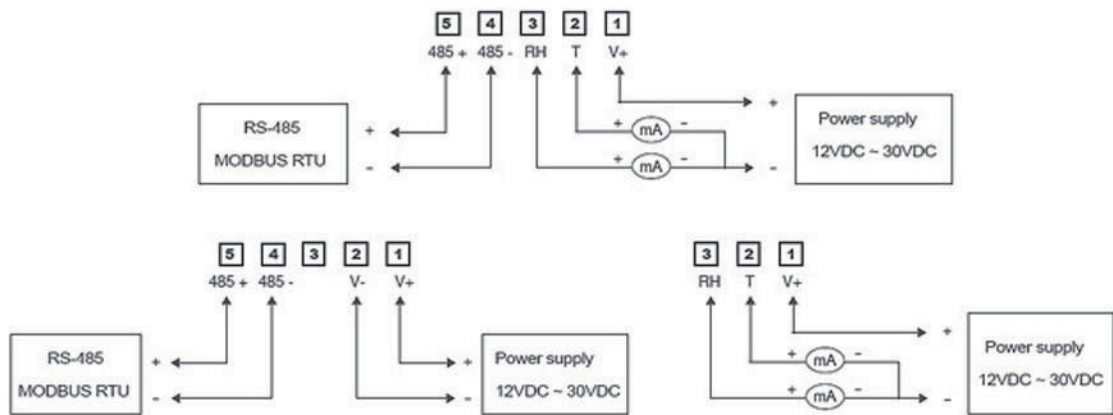 5 4 3 2 1
485 + 485 - RH T V+
RS-485
MODBUS RTU
+
-
+ mA -
+ mA -
+
-
Power supply
12VDC ~ 30VDC
5 4 3 2 1
485 + 485 - V- V+
RS-485
MODBUS RTU
+
-
+
-
Power supply
12VDC ~ 30VDC
3 2 1
RH T V+
+ mA -
+ mA -
+
-
Power supply
12VDC ~ 30VDC